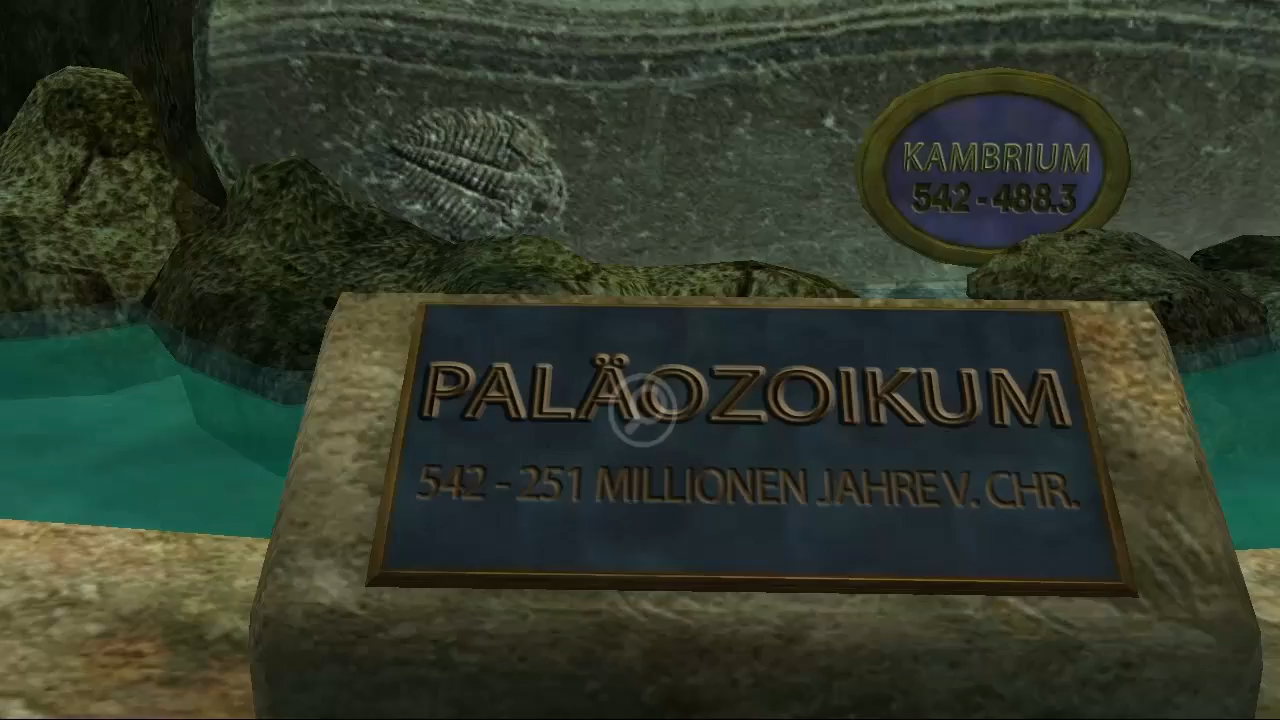 KAMBRIUM
542 - 488.3
PALÄOZOIKUM
542 - 251 MILLIONEN JAHRE V. CHR.